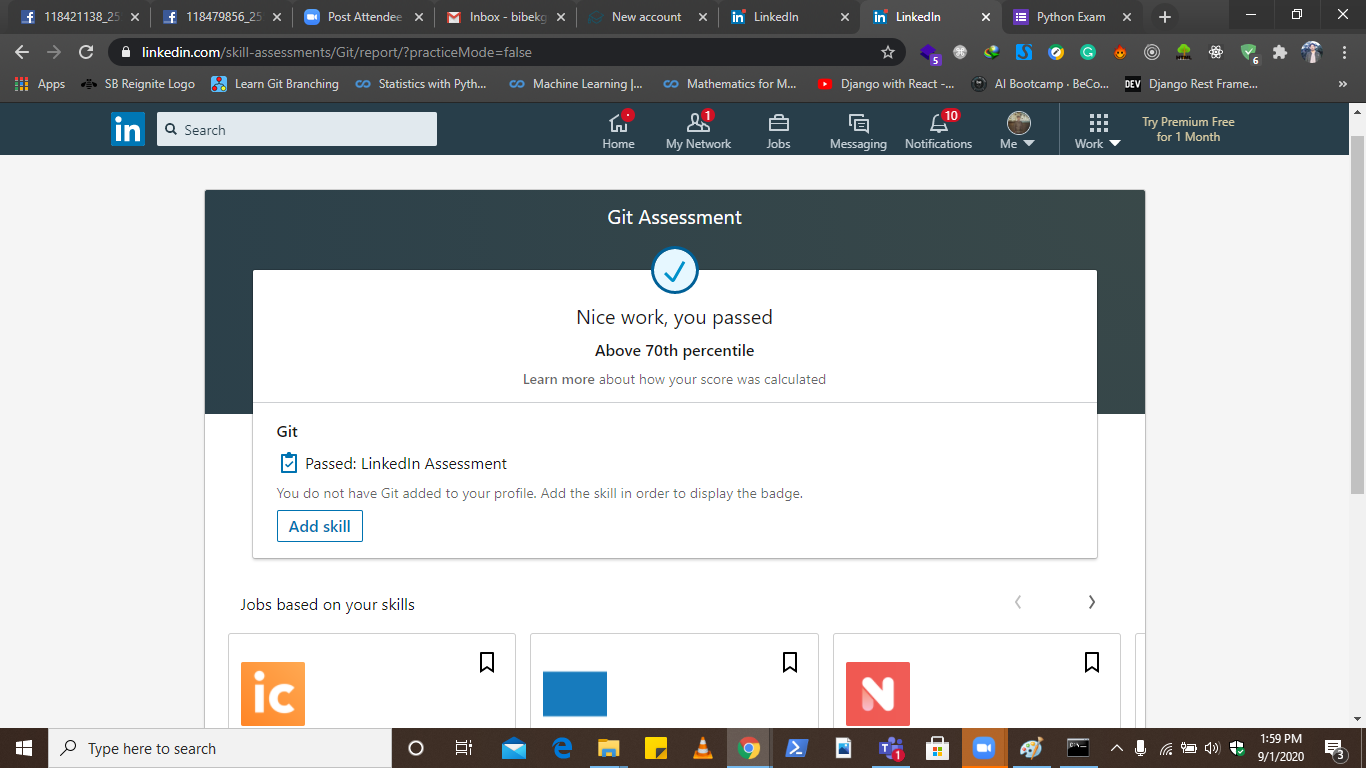 118421138_25
118479856_25
Post Attendee
Inbox - bibekg
New account
LinkedIn
LinkedIn
Python Exam
linkedin.com/skill-assessments/Git/report/?practiceMode=false
5
6
Apps
SB Reignite Logo
Learn Git Branching
Statistics with Pyth...
Machine Learning |...
Mathematics for M...
Django with React -...
AI Bootcamp · BeCo...
DEV
Django Rest Frame...
»
in
Search
Home
1
My Network
Jobs
Messaging
10
Notifications
Me
Work
Try Premium Free
for 1 Month
Git Assessment
Nice work, you passed
Above 70th percentile
Learn more about how your score was calculated
Git
Passed: LinkedIn Assessment
You do not have Git added to your profile. Add the skill in order to display the badge.
Add skill
Jobs based on your skills
ic
N
Type here to search
1
1:59 PM
9/1/2020
3